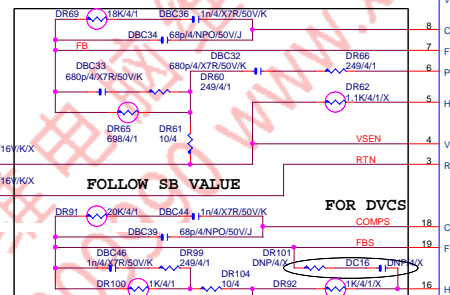 DR69 18K/4/1 DBC36 1n/4/X7R/50V/K
DBC34 68p/4/NPO/50V/J
8
FB
7
DBC33
680p/4/X7R/50V/K
DBC32
680p/4/X7R/50V/K
DR60
249/4/1
DR66
249/4/1
6
DR62
1.1K/4/1/X
5
DR65
698/4/1
DR61
10/4
VSEN
4
16V/K/X
RTN
3
16V/K/X
FOLLOW SB VALUE
FOR DVCS
DR91 20K/4/1 DBC44 1n/4/X7R/50V/K
COMPS
18
DBC39 68p/4/NPO/50V/J
FBS
19
DBC46
1n/4/X7R/50V/K
DR99
249/4/1
DR101
DNP/4/X
DC16
DNP/4/X
DR100 1K/4/1
DR104
10/4
DR92 1K/4/1/X
16